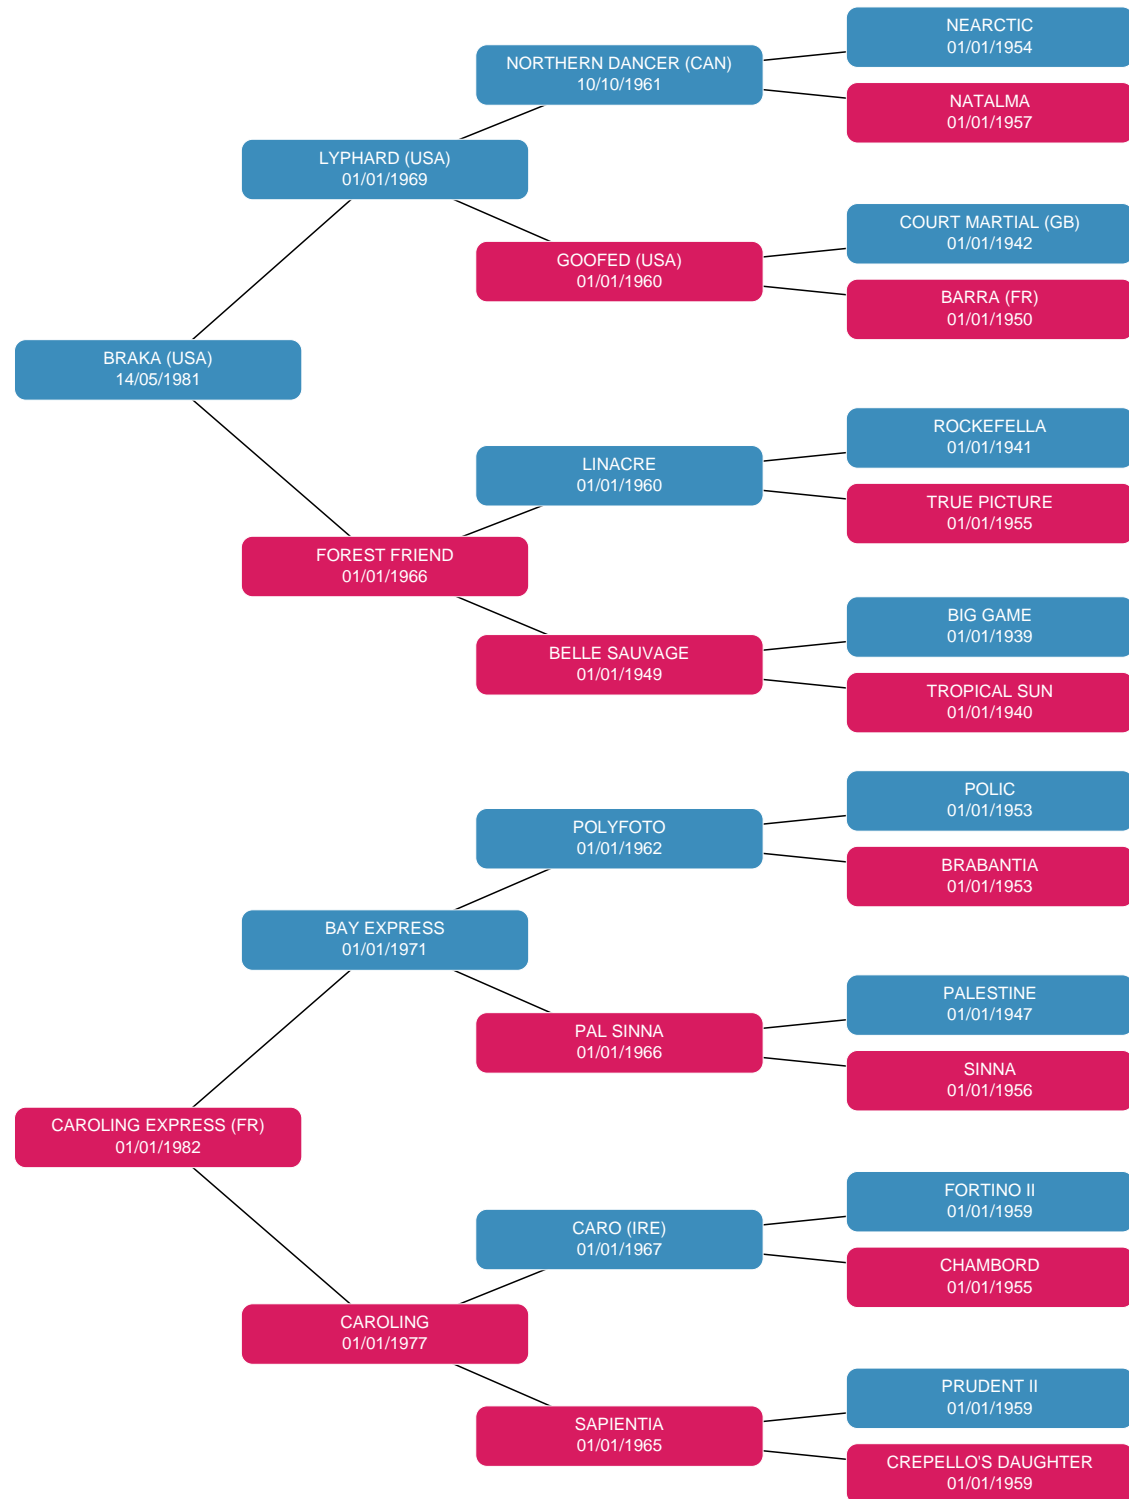 NEARCTIC
01/01/1954
NORTHERN DANCER (CAN)
10/10/1961
NATALMA
01/01/1957
LYPHARD (USA)
01/01/1969
COURT MARTIAL (GB)
01/01/1942
GOOFED (USA)
01/01/1960
BARRA (FR)
01/01/1950
BRAKA (USA)
14/05/1981
ROCKEFELLA
01/01/1941
LINACRE
01/01/1960
TRUE PICTURE
01/01/1955
FOREST FRIEND
01/01/1966
BIG GAME
01/01/1939
BELLE SAUVAGE
01/01/1949
TROPICAL SUN
01/01/1940
POLIC
01/01/1953
POLYFOTO
01/01/1962
BRABANTIA
01/01/1953
BAY EXPRESS
01/01/1971
PALESTINE
01/01/1947
PAL SINNA
01/01/1966
SINNA
01/01/1956
CAROLING EXPRESS (FR)
01/01/1982
FORTINO II
01/01/1959
CARO (IRE)
01/01/1967
CHAMBORD
01/01/1955
CAROLING
01/01/1977
PRUDENT II
01/01/1959
SAPIENTIA
01/01/1965
CREPELLO'S DAUGHTER
01/01/1959